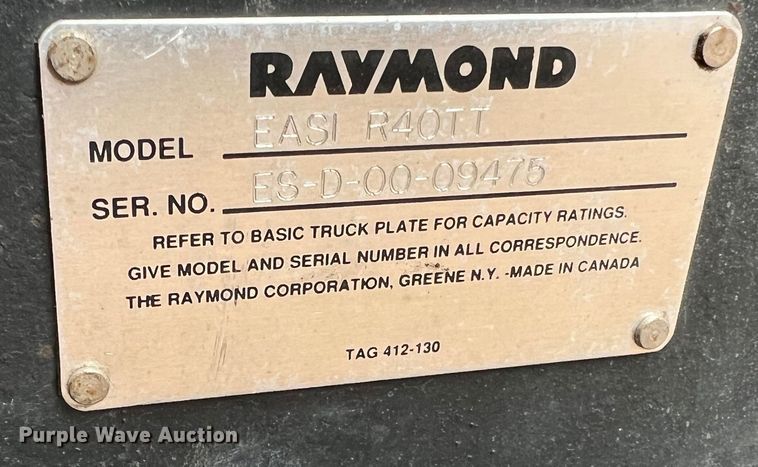 RAYMOND
MODEL EASI R40TT
SER. NO. ES-D-00-09475
REFER TO BASIC TRUCK PLATE FOR CAPACITY RATINGS.
GIVE MODEL AND SERIAL NUMBER IN ALL CORRESPONDENCE.
THE RAYMOND CORPORATION, GREENE N.Y. -MADE IN CANADA
TAG 412-130
Purple Wave Auction